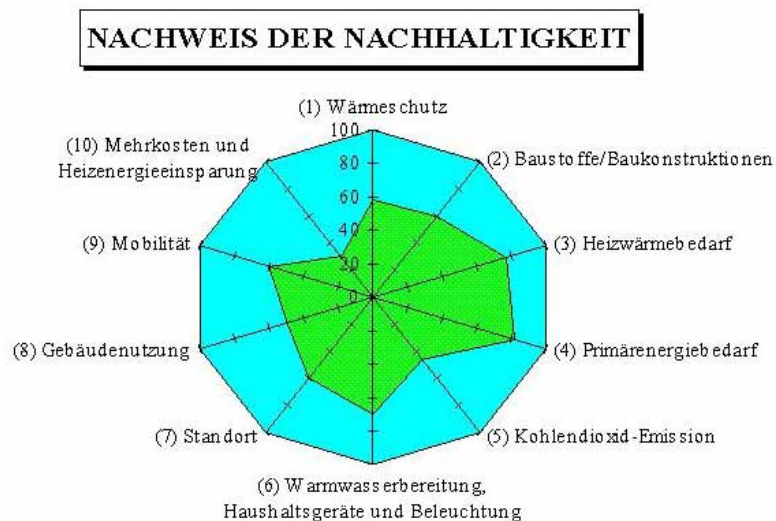 NACHWEIS DER NACHHALTIGKEIT
(1) Wärmeschutz
100
80
60
40
20
0
(2) Baustoffe/Baukonstruktionen
(3) Heizwärmebedarf
(4) Primärenergiebedarf
(5) Kohlendioxid-Emission
(6) Warmwasserbereitung,
Haushaltsgeräte und Beleuchtung
(7) Standort
(8) Gebäudenutzung
(9) Mobilität
(10) Mehrkosten und
Heizenergieeinsparung